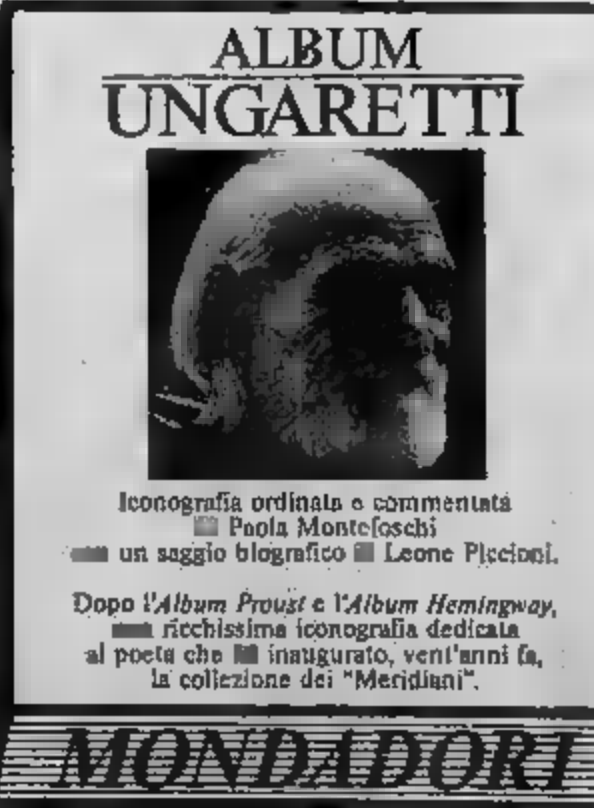 ALBUM
UNGARETTI
Iconografia ordinata e commentata
Paola Montefoschi
un saggio biografico Leone Piccioni.
Dopo l'Album Proust e l'Album Hemingway,
ricchissima iconografia dedicata
al poeta che inaugurato, vent'anni fa,
la collezione dei "Meridiani".
MONDADORI